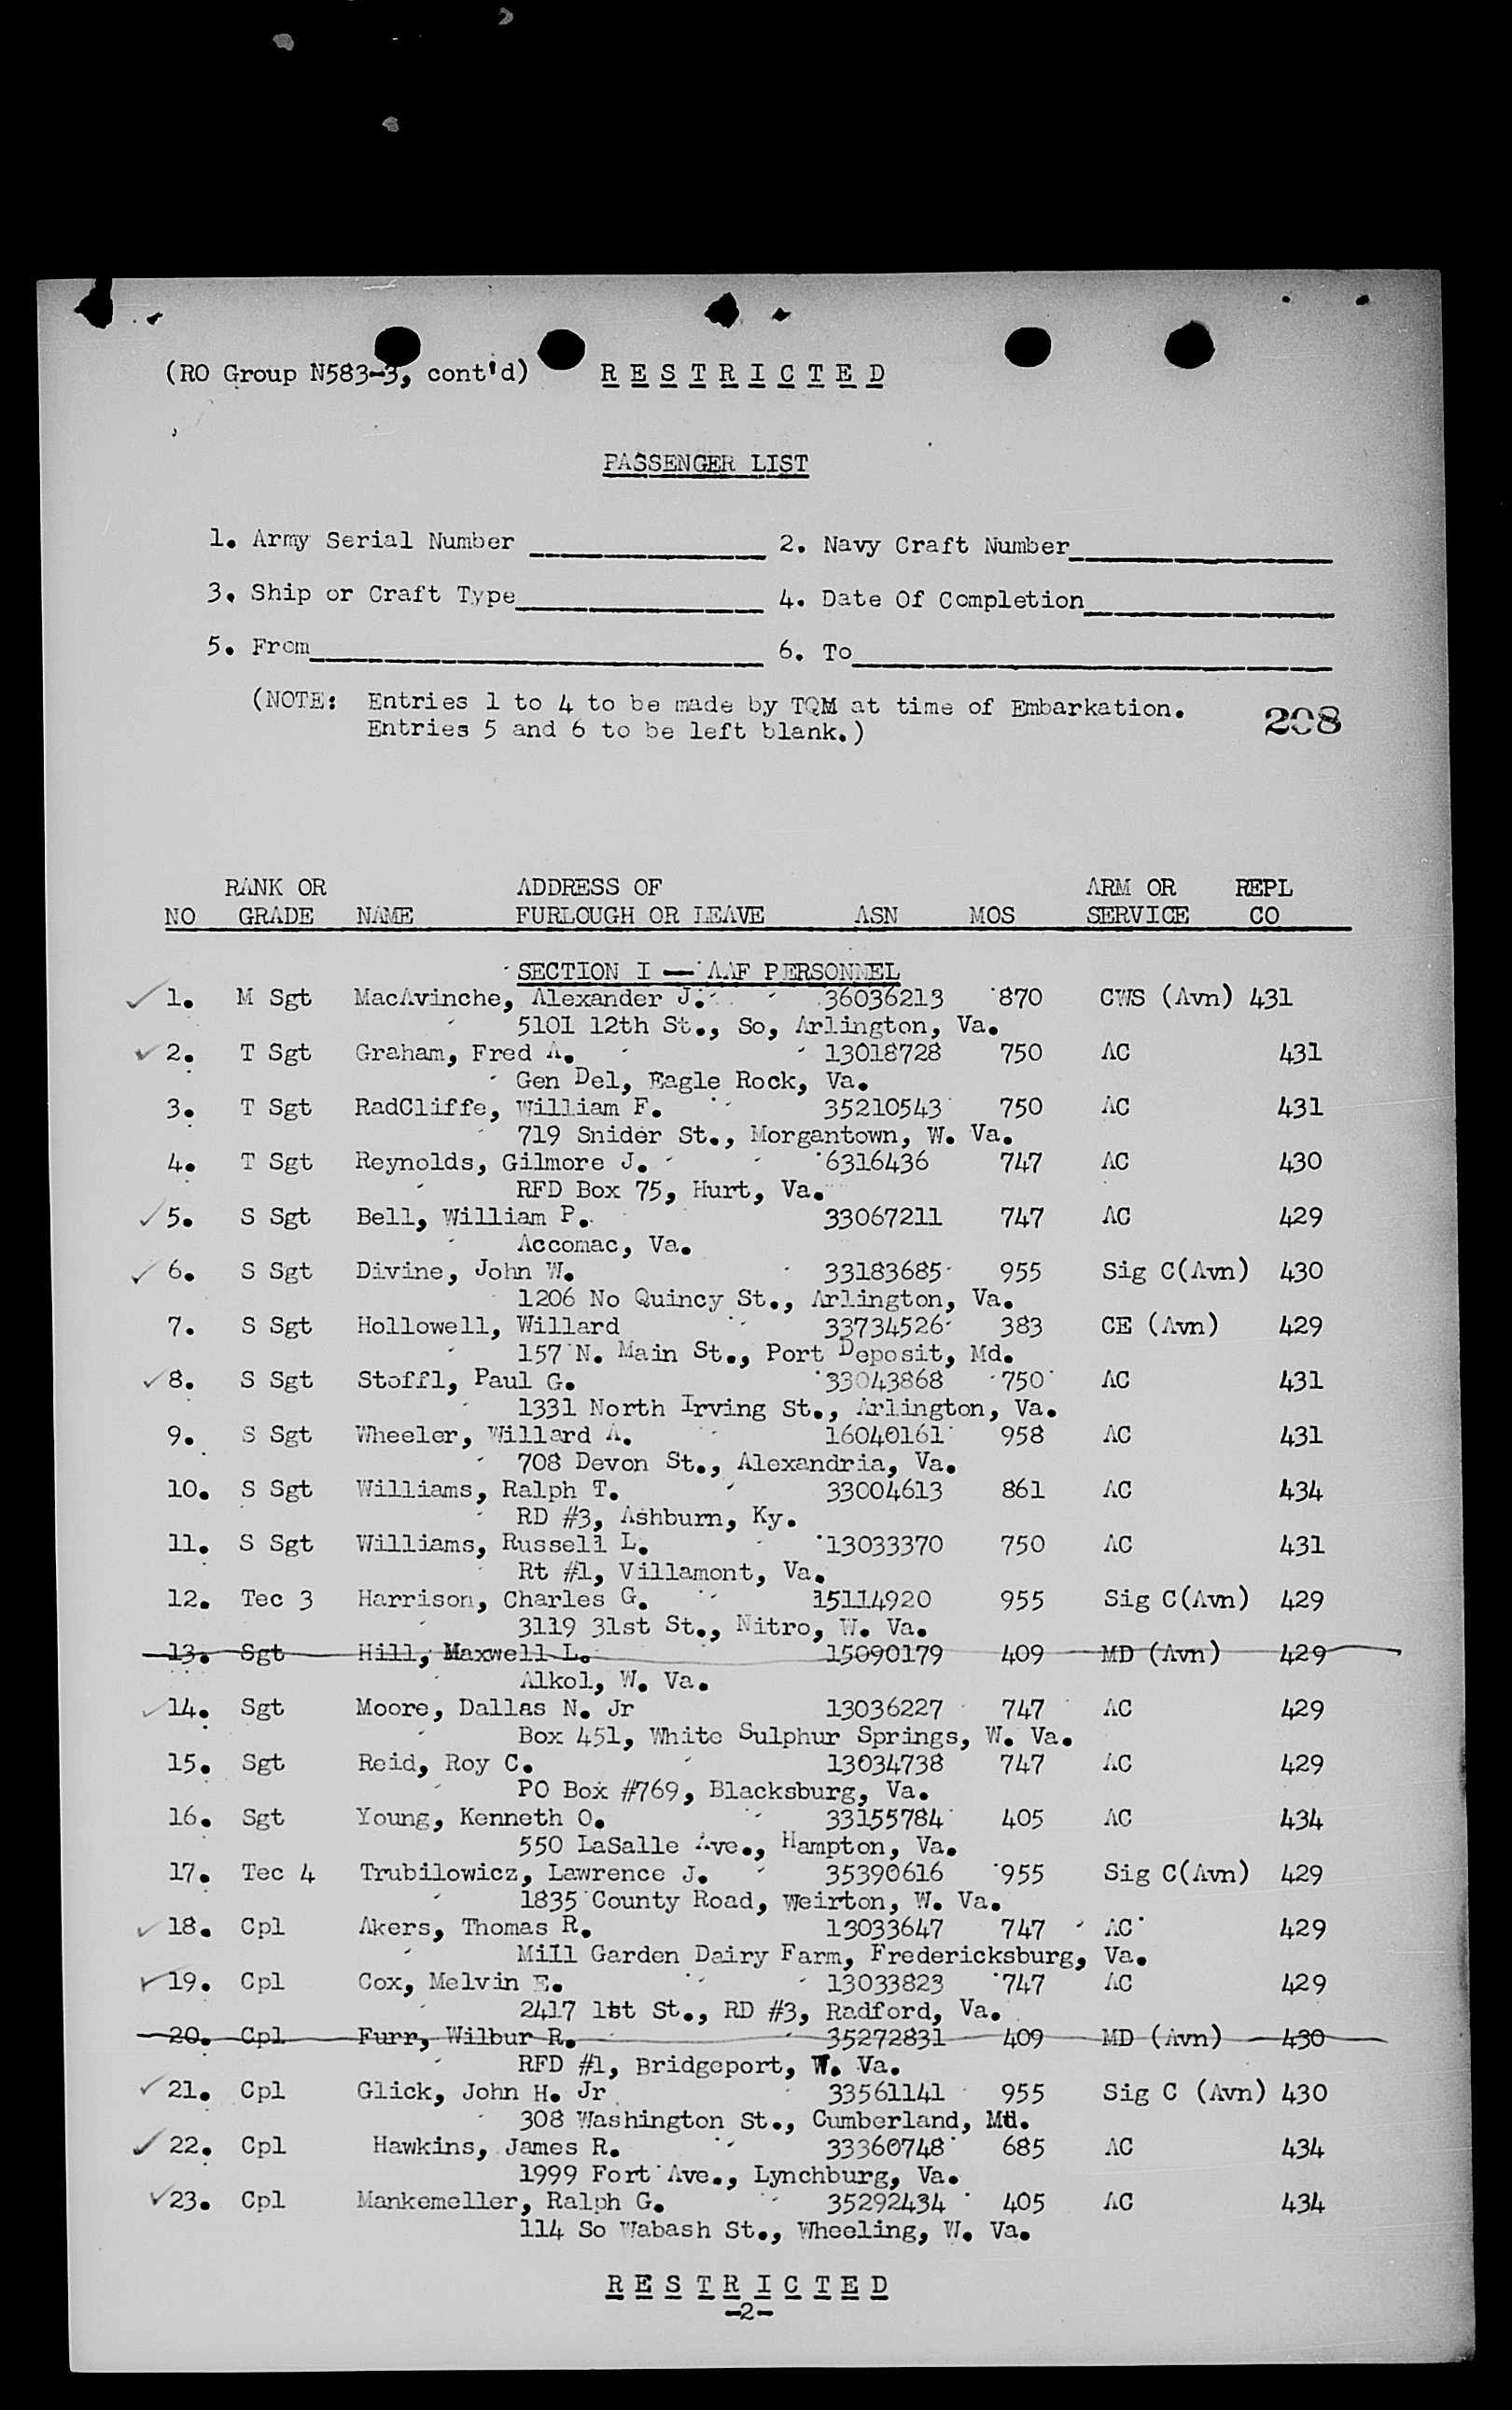 (RO Group N583-3, cont'd) R E S T R I C T E D
PASSENGER LIST
1. Army Serial Number 2. Navy Craft Number
3. Ship or Craft Type 4. Date Of Completion
5. From 6. To
(NOTE: Entries 1 to 4 to be made by TQM at time of Embarkation.
Entries 5 and 6 to be left blank.) 208
RANK OR ADDRESS OF ARM OR REPL
NO GRADE NAME FURLOUGH OR LEAVE ASN MOS SERVICE CO
SECTION I — AAF PERSONNEL
1. M Sgt MacAvinche, Alexander J. 36036213 870 CWS (Avn) 431
5101 12th St., So, Arlington, Va.
2. T Sgt Graham, Fred A. 13018728 750 AC 431
Gen Del, Eagle Rock, Va.
3. T Sgt RadCliffe, William F. 35210543 750 AC 431
719 Snider St., Morgantown, W. Va.
4. T Sgt Reynolds, Gilmore J. 6316436 747 AC 430
RFD Box 75, Hurt, Va.
5. S Sgt Bell, William P. 33067211 747 AC 429
Accomac, Va.
6. S Sgt Divine, John W. 33183685 955 Sig C(Avn) 430
1206 No Quincy St., Arlington, Va.
7. S Sgt Hollowell, Willard 33734526 383 CE (Avn) 429
157 N. Main St., Port Deposit, Md.
8. S Sgt Stoffl, Paul G. 33043868 750 AC 431
1331 North Irving St., Arlington, Va.
9. S Sgt Wheeler, Willard A. 16040161 958 AC 431
708 Devon St., Alexandria, Va.
10. S Sgt Williams, Ralph T. 33004613 861 AC 434
RD #3, Ashburn, Ky.
11. S Sgt Williams, Russell L. 13033370 750 AC 431
Rt #1, Villamont, Va.
12. Tec 3 Harrison, Charles G. 15114920 955 Sig C(Avn) 429
3119 31st St., Nitro, W. Va.
13. Sgt Hill, Maxwell L. 15090179 409 MD (Avn) 429
Alkol, W. Va.
14. Sgt Moore, Dallas N. Jr 13036227 747 AC 429
Box 451, White Sulphur Springs, W. Va.
15. Sgt Reid, Roy C. 13034738 747 AC 429
PO Box #769, Blacksburg, Va.
16. Sgt Young, Kenneth O. 33155784 405 AC 434
550 LaSalle Ave., Hampton, Va.
17. Tec 4 Trubilowicz, Lawrence J. 35390616 955 Sig C(Avn) 429
1835 County Road, Weirton, W. Va.
18. Cpl Akers, Thomas R. 13033647 747 AC 429
Mill Garden Dairy Farm, Fredericksburg, Va.
19. Cpl Cox, Melvin E. 13033823 747 AC 429
2417 1st St., RD #3, Radford, Va.
20. Cpl Furr, Wilbur R. 35272831 409 MD (Avn) 430
RFD #1, Bridgeport, W. Va.
21. Cpl Glick, John H. Jr 33561141 955 Sig C (Avn) 430
308 Washington St., Cumberland, Md.
22. Cpl Hawkins, James R. 33360748 685 AC 434
1999 Fort Ave., Lynchburg, Va.
23. Cpl Mankemeller, Ralph G. 35292434 405 AC 434
114 So Wabash St., Wheeling, W. Va.
R E S T R I C T E D
-2-